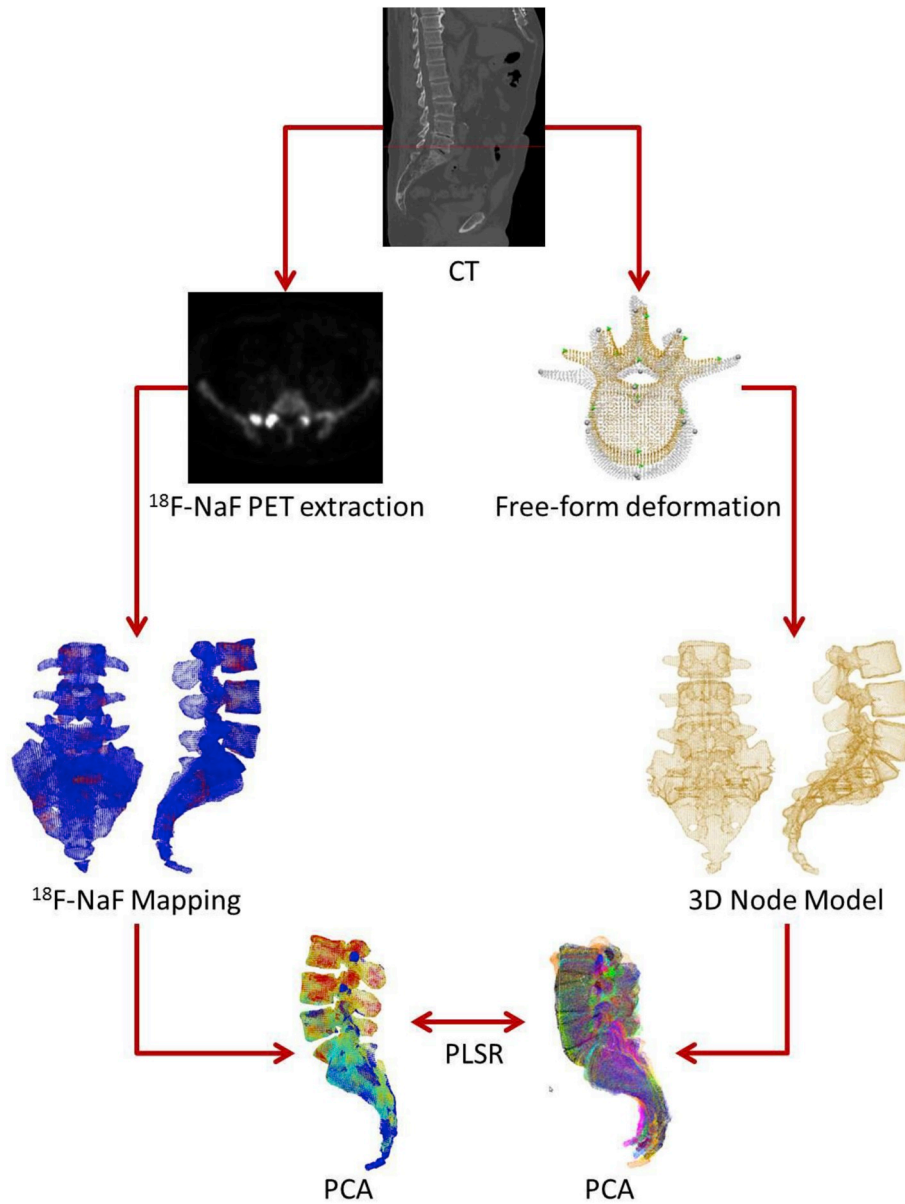 CT
¹⁸F-NaF PET extraction
Free-form deformation
¹⁸F-NaF Mapping
3D Node Model
PLSR
PCA
PCA